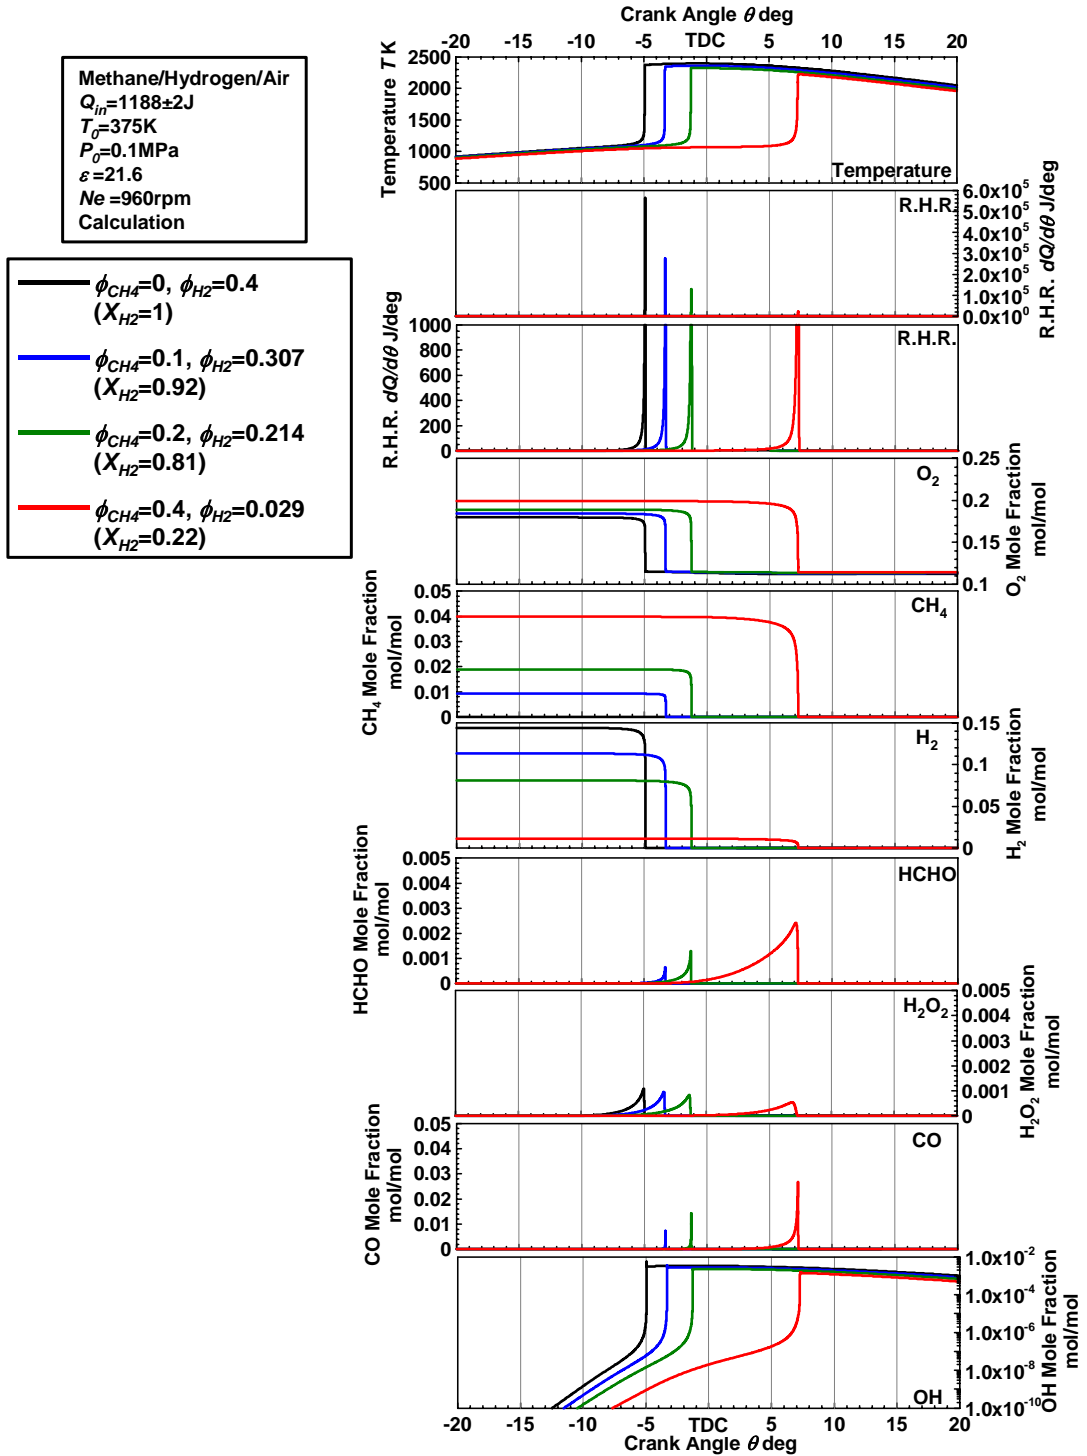 Crank Angle θ deg
-20 -15 -10 -5 TDC 5 10 15 20
Methane/Hydrogen/Air
Q_in=1188±2J
T_0=375K
P_0=0.1MPa
ε=21.6
Ne =960rpm
Calculation
ϕ_CH4=0, ϕ_H2=0.4
(X_H2=1)
ϕ_CH4=0.1, ϕ_H2=0.307
(X_H2=0.92)
ϕ_CH4=0.2, ϕ_H2=0.214
(X_H2=0.81)
ϕ_CH4=0.4, ϕ_H2=0.029
(X_H2=0.22)
Temperature T K
2500
2000
1500
1000
500
Temperature
R.H.R.
6.0x10^5
5.0x10^5
4.0x10^5
3.0x10^5
2.0x10^5
1.0x10^5
0.0x10^0
R.H.R. dQ/dθ J/deg
R.H.R. dQ/dθ J/deg
1000
800
600
400
200
0
R.H.R.
O_2
0.25
0.2
0.15
0.1
O_2 Mole Fraction
mol/mol
CH_4 Mole Fraction
mol/mol
0.05
0.04
0.03
0.02
0.01
0
CH_4
H_2
0.15
0.1
0.05
0
H_2 Mole Fraction
mol/mol
HCHO Mole Fraction
mol/mol
0.005
0.004
0.003
0.002
0.001
0
HCHO
H_2O_2
0.005
0.004
0.003
0.002
0.001
0
H_2O_2 Mole Fraction
mol/mol
CO Mole Fraction
mol/mol
0.05
0.04
0.03
0.02
0.01
0
CO
1.0x10^-2
1.0x10^-4
1.0x10^-6
1.0x10^-8
1.0x10^-10
OH Mole Fraction
mol/mol
OH
-20 -15 -10 -5 TDC 5 10 15 20
Crank Angle θ deg